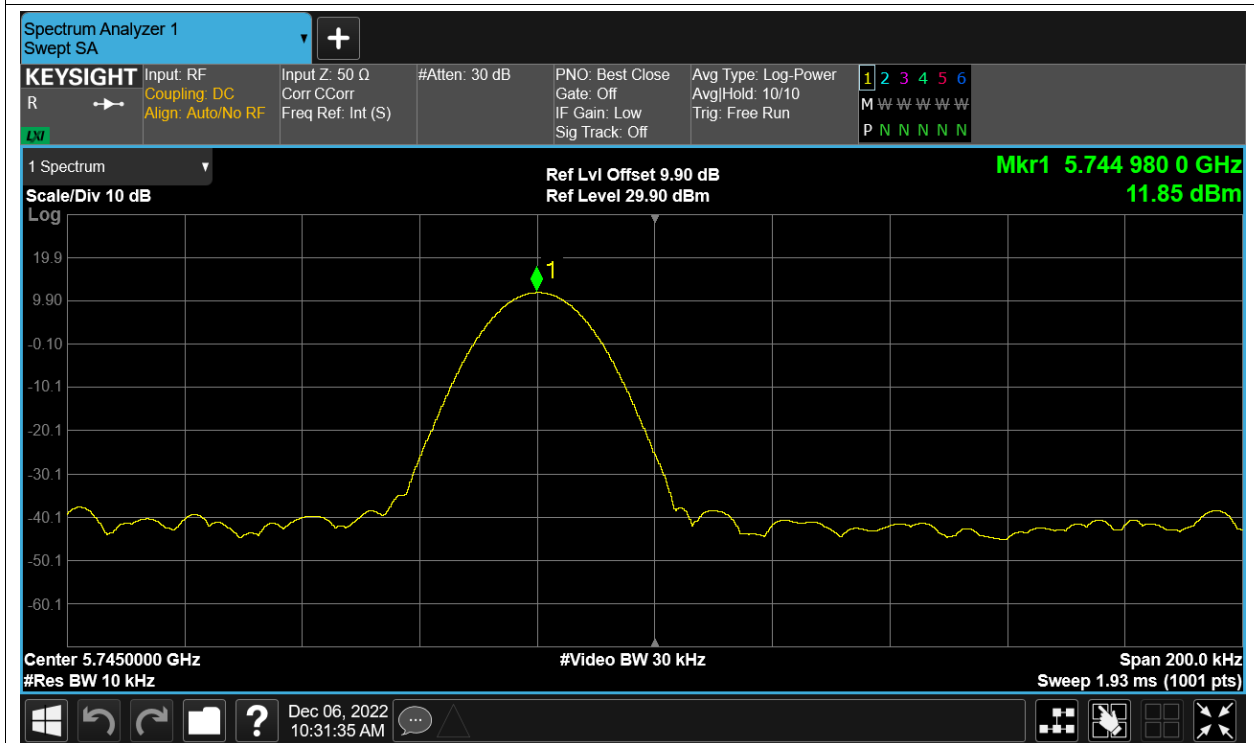 Spectrum Analyzer 1
Swept SA
KEYSIGHT
R
LXI
Input: RF
Coupling: DC
Align: Auto/No RF
Input Z: 50 Ω
Corr CCorr
Freq Ref: Int (S)
#Atten: 30 dB
PNO: Best Close
Gate: Off
IF Gain: Low
Sig Track: Off
Avg Type: Log-Power
Avg|Hold: 10/10
Trig: Free Run
1 2 3 4 5 6
M W W W W W
P N N N N N
1 Spectrum
Scale/Div 10 dB
Log
Ref Lvl Offset 9.90 dB
Ref Level 29.90 dBm
Mkr1 5.744 980 0 GHz
11.85 dBm
1
19.9
9.90
-0.10
-10.1
-20.1
-30.1
-40.1
-50.1
-60.1
Center 5.7450000 GHz
#Video BW 30 kHz
Span 200.0 kHz
#Res BW 10 kHz
Sweep 1.93 ms (1001 pts)
?
Dec 06, 2022
10:31:35 AM